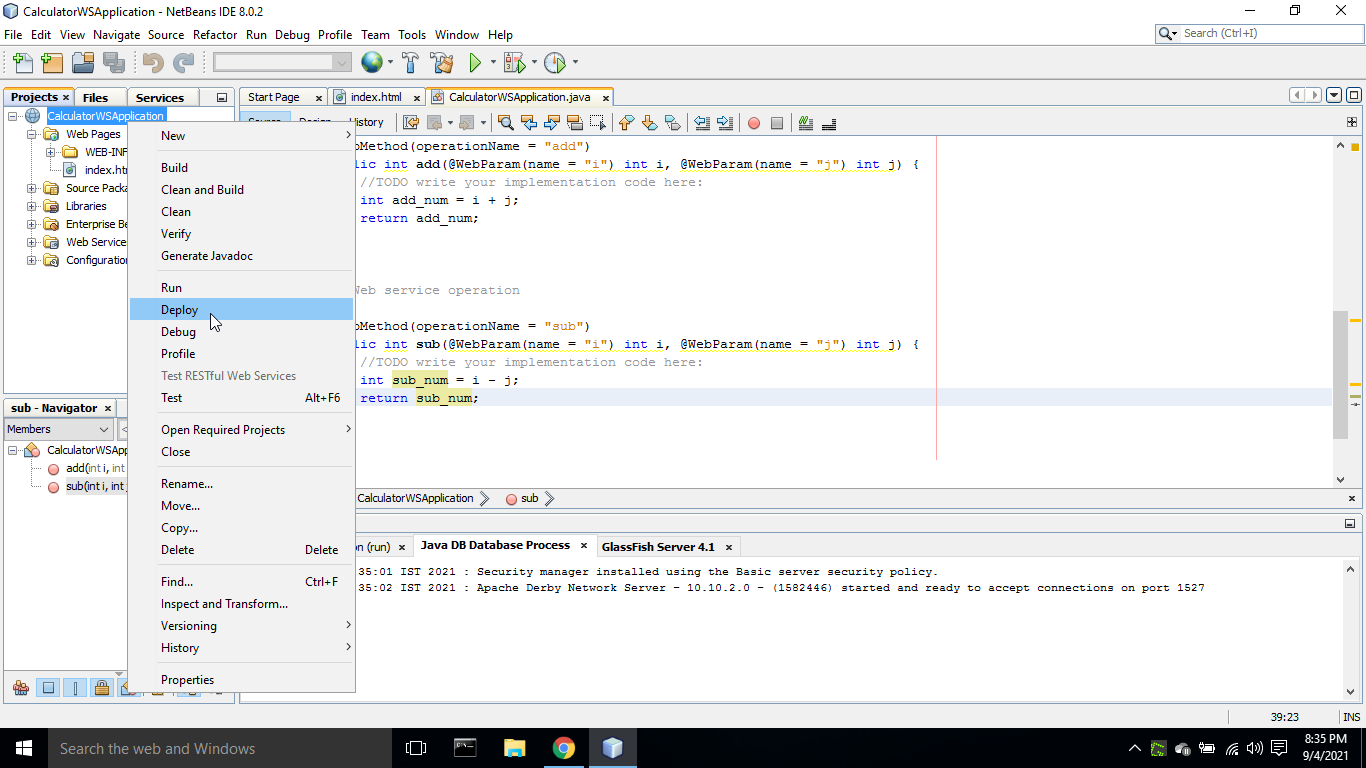 CalculatorWSApplication - NetBeans IDE 8.0.2
File Edit View Navigate Source Refactor Run Debug Profile Team Tools Window Help
Search (Ctrl+I)
Projects Files Services
Start Page index.html CalculatorWSApplication.java
CalculatorWSApplication
Web Pages
WEB-INF
index.htm
Source Packa
Libraries
Enterprise Be
Web Service
Configuration
New
Build
Clean and Build
Clean
Verify
Generate Javadoc
Run
Deploy
Debug
Profile
Test RESTful Web Services
Test Alt+F6
Open Required Projects
Close
Rename...
Move...
Copy...
Delete Delete
Find... Ctrl+F
Inspect and Transform...
Versioning
History
Properties
Source Design History
bMethod(operationName = "add")
lic int add(@WebParam(name = "i") int i, @WebParam(name = "j") int j) {
//TODO write your implementation code here:
int add_num = i + j;
return add_num;
Web service operation
bMethod(operationName = "sub")
lic int sub(@WebParam(name = "i") int i, @WebParam(name = "j") int j) {
//TODO write your implementation code here:
int sub_num = i - j;
return sub_num;
sub - Navigator
Members
CalculatorWSApp
add(int i, int
sub(int i, int j
CalculatorWSApplication sub
on (run) Java DB Database Process GlassFish Server 4.1
35:01 IST 2021 : Security manager installed using the Basic server security policy.
35:02 IST 2021 : Apache Derby Network Server - 10.10.2.0 - (1582446) started and ready to accept connections on port 1527
39:23 INS
Search the web and Windows
8:35 PM
9/4/2021